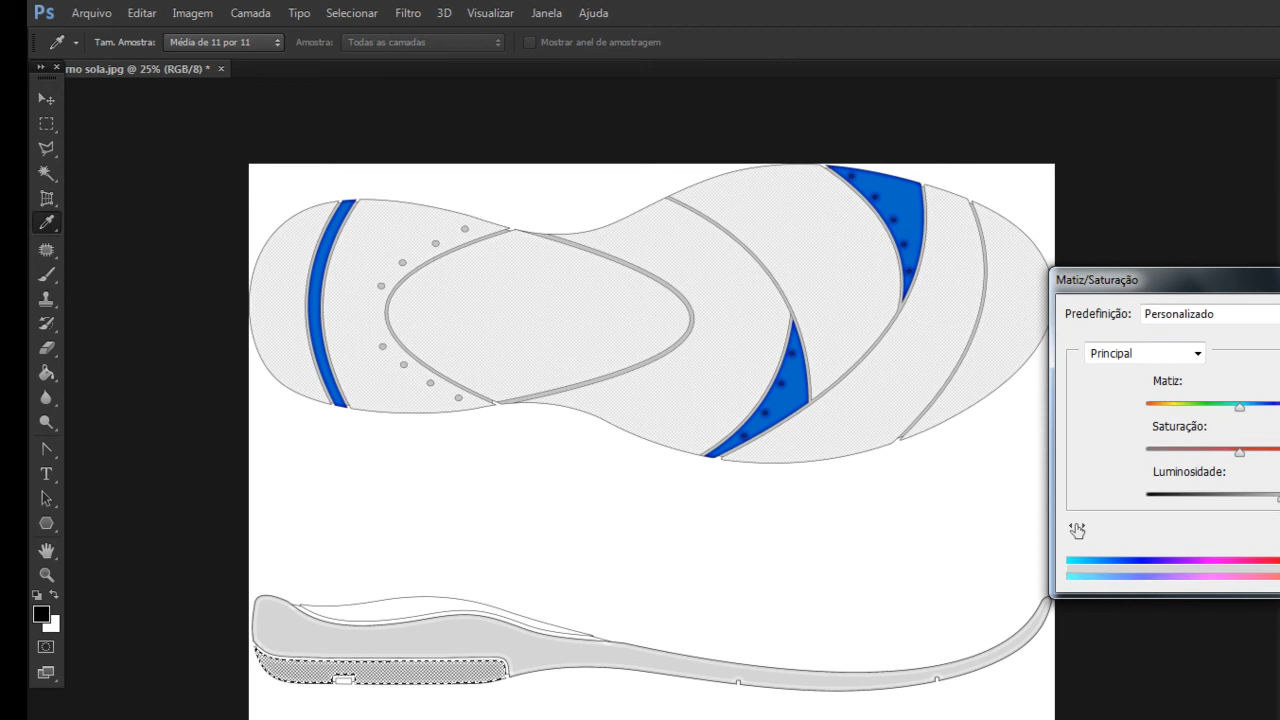 Ps Arquivo Editar Imagem Camada Tipo Selecionar Filtro 3D Visualizar Janela Ajuda
Tam. Amostra: Média de 11 por 11 Amostra: Todas as camadas Mostrar anel de amostragem
mo sola.jpg @ 25% (RGB/8) * ×
Matiz/Saturação
Predefinição: Personalizado
Principal
Matiz:
Saturação:
Luminosidade: